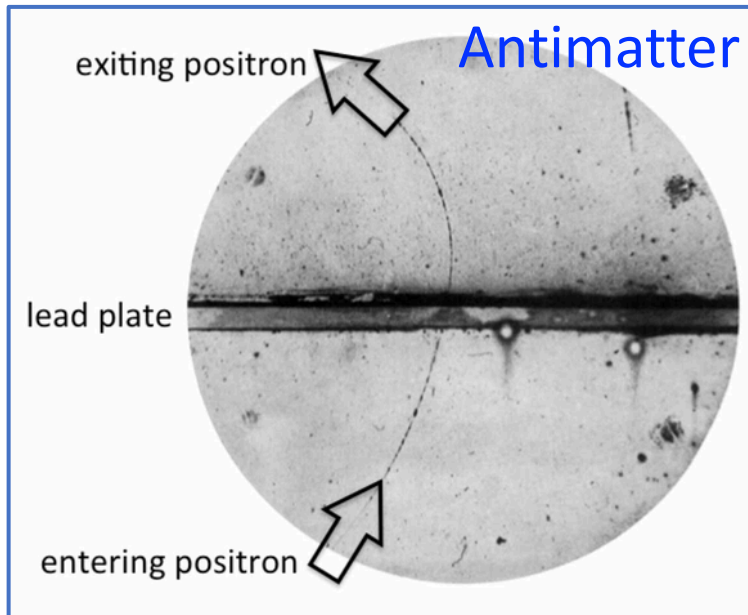 Antimatter
exiting positron
lead plate
entering positron